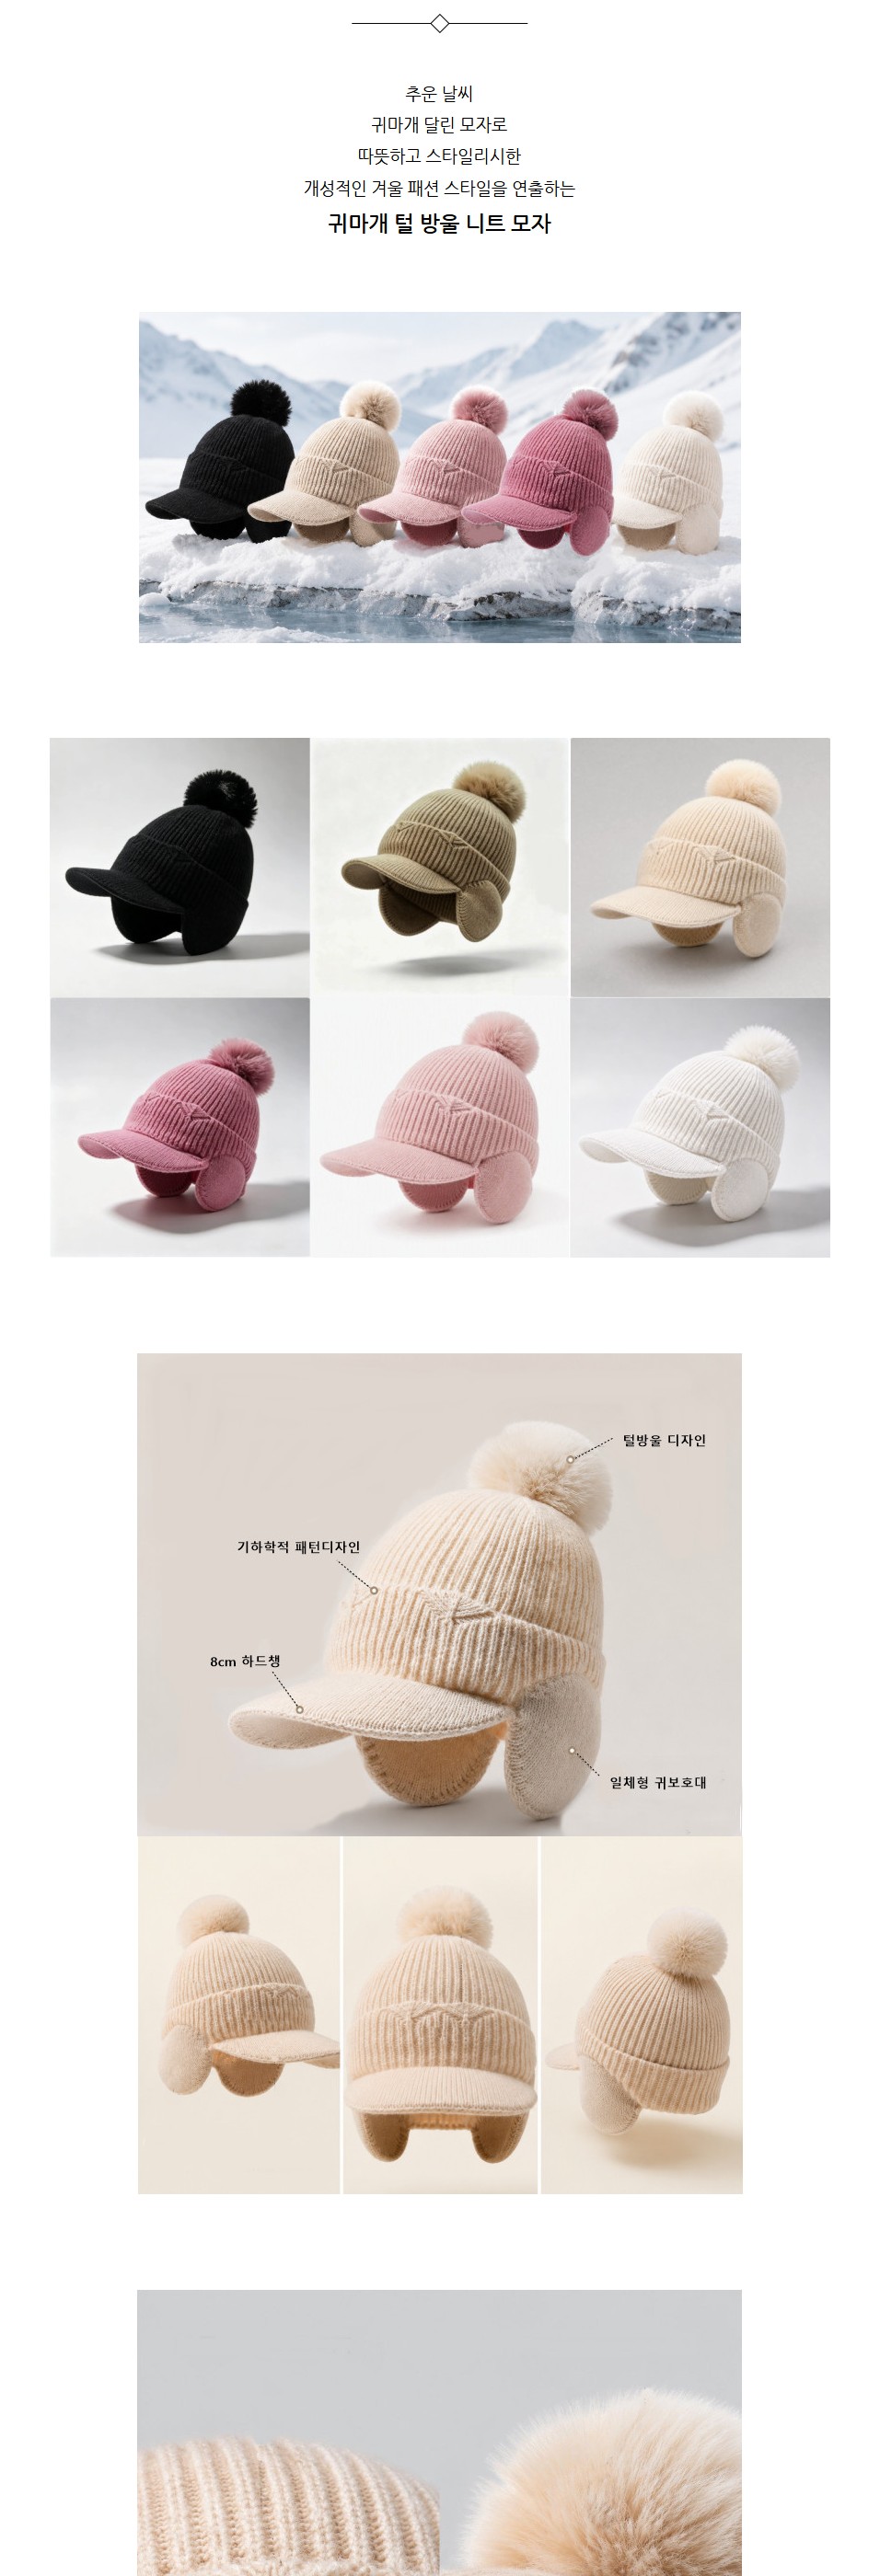 추운 날씨
귀마개 달린 모자로
따뜻하고 스타일리시한
개성적인 겨울 패션 스타일을 연출하는
귀마개 털 방울 니트 모자
털방울 디자인
기하학적 패턴디자인
8cm 하드챙
일체형 귀보호대